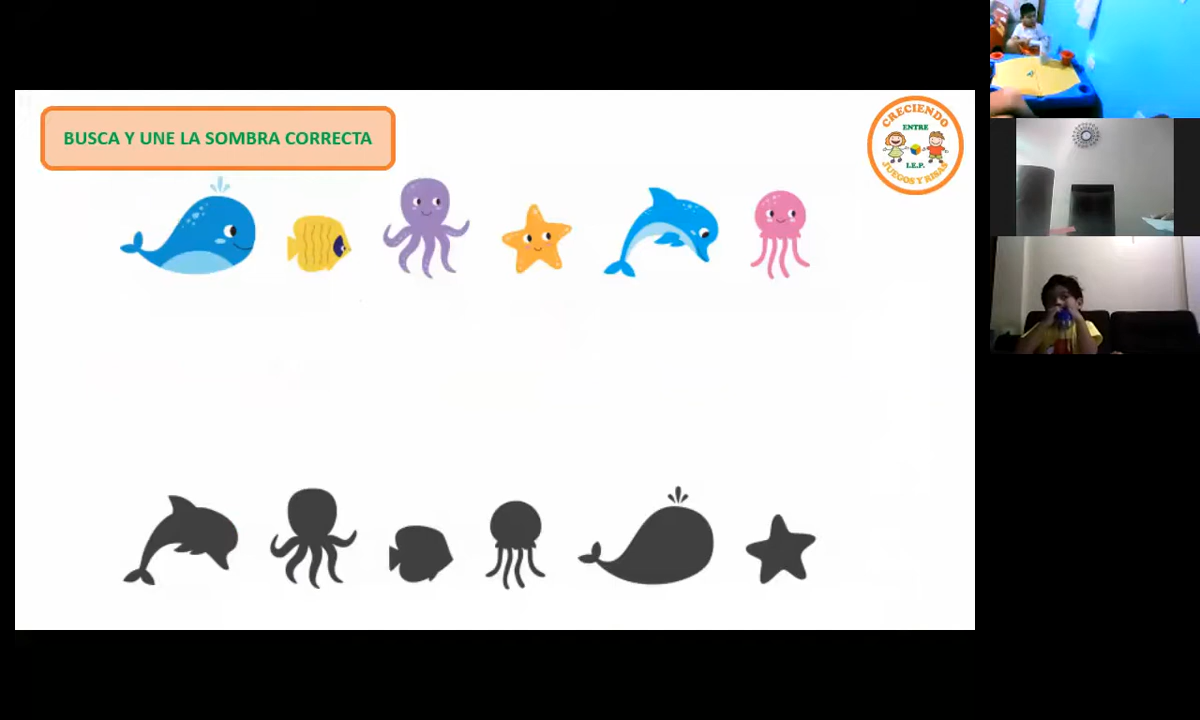 BUSCA Y UNE LA SOMBRA CORRECTA
CRECIENDO
ENTRE
I.E.P.
JUEGOS Y RISAS